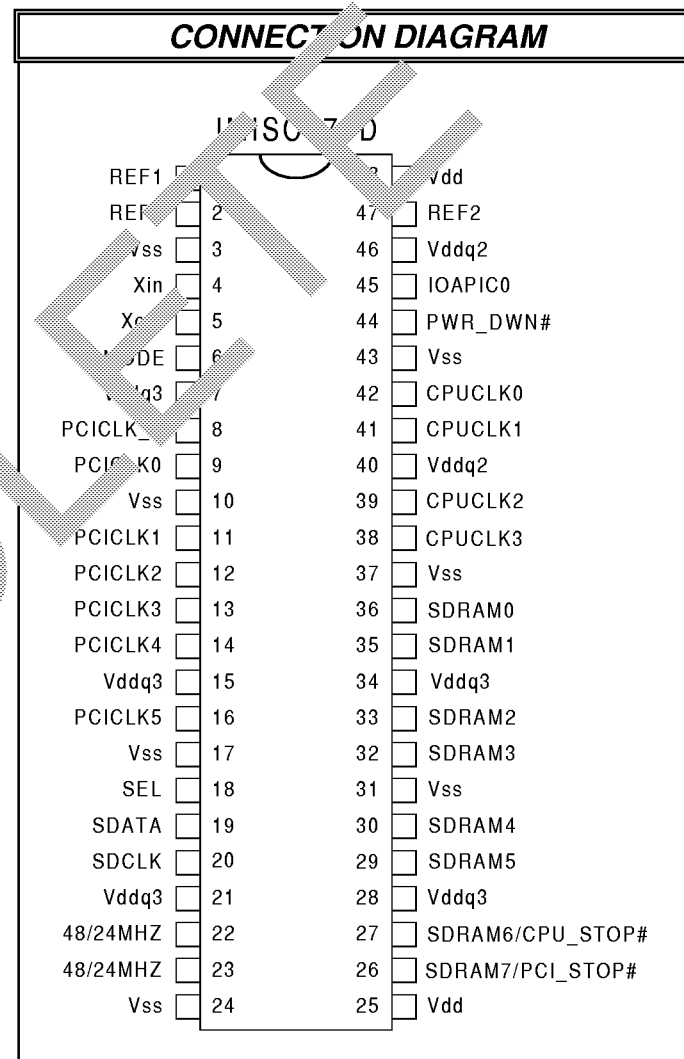 CONNECTION DIAGRAM
REF1
Vdd
2
47 REF2
Vss 3
46 Vddq2
Xin 4
45 IOAPIC0
5
44 PWR_DWN#
6
43 Vss
7
42 CPUCLK0
8
41 CPUCLK1
PCICLK0 9
40 Vddq2
Vss 10
39 CPUCLK2
PCICLK1 11
38 CPUCLK3
PCICLK2 12
37 Vss
PCICLK3 13
36 SDRAM0
PCICLK4 14
35 SDRAM1
Vddq3 15
34 Vddq3
PCICLK5 16
33 SDRAM2
Vss 17
32 SDRAM3
SEL 18
31 Vss
SDATA 19
30 SDRAM4
SDCLK 20
29 SDRAM5
Vddq3 21
28 Vddq3
48/24MHZ 22
27 SDRAM6/CPU_STOP#
48/24MHZ 23
26 SDRAM7/PCI_STOP#
Vss 24
25 Vdd